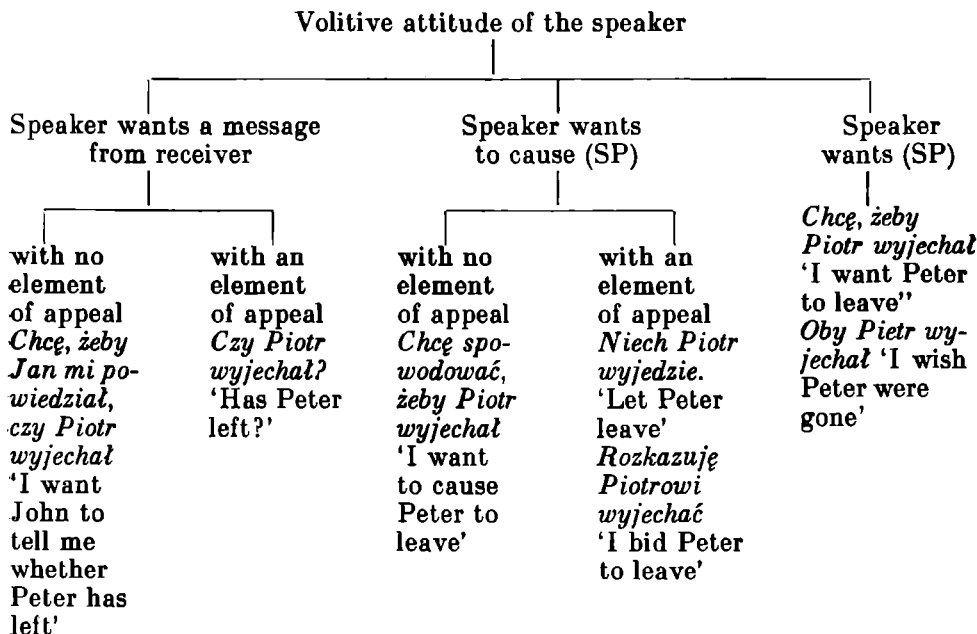 Volitive attitude of the speaker
Speaker wants a message
from receiver
with no
element
of appeal
Chcę, żeby
Jan mi po-
wiedział,
czy Piotr
wyjechał
‘I want
John to
tell me
whether
Peter has
left’
with an
element
of appeal
Czy Piotr
wyjechał?
‘Has Peter
left?’
Speaker wants
to cause (SP)
with no
element
of appeal
Chcę spo-
wodować,
żeby Piotr
wyjechał
‘I want
to cause
Peter to
leave’
with an
element
of appeal
Niech Piotr
wyjedzie.
‘Let Peter
leave’
Rozkazuję
Piotrowi
wyjechać
‘I bid Peter
to leave’
Speaker
wants (SP)
Chcę, żeby
Piotr wyjechał
‘I want Peter
to leave’’
Oby Pietr wy-
jechał ‘I wish
Peter were
gone’